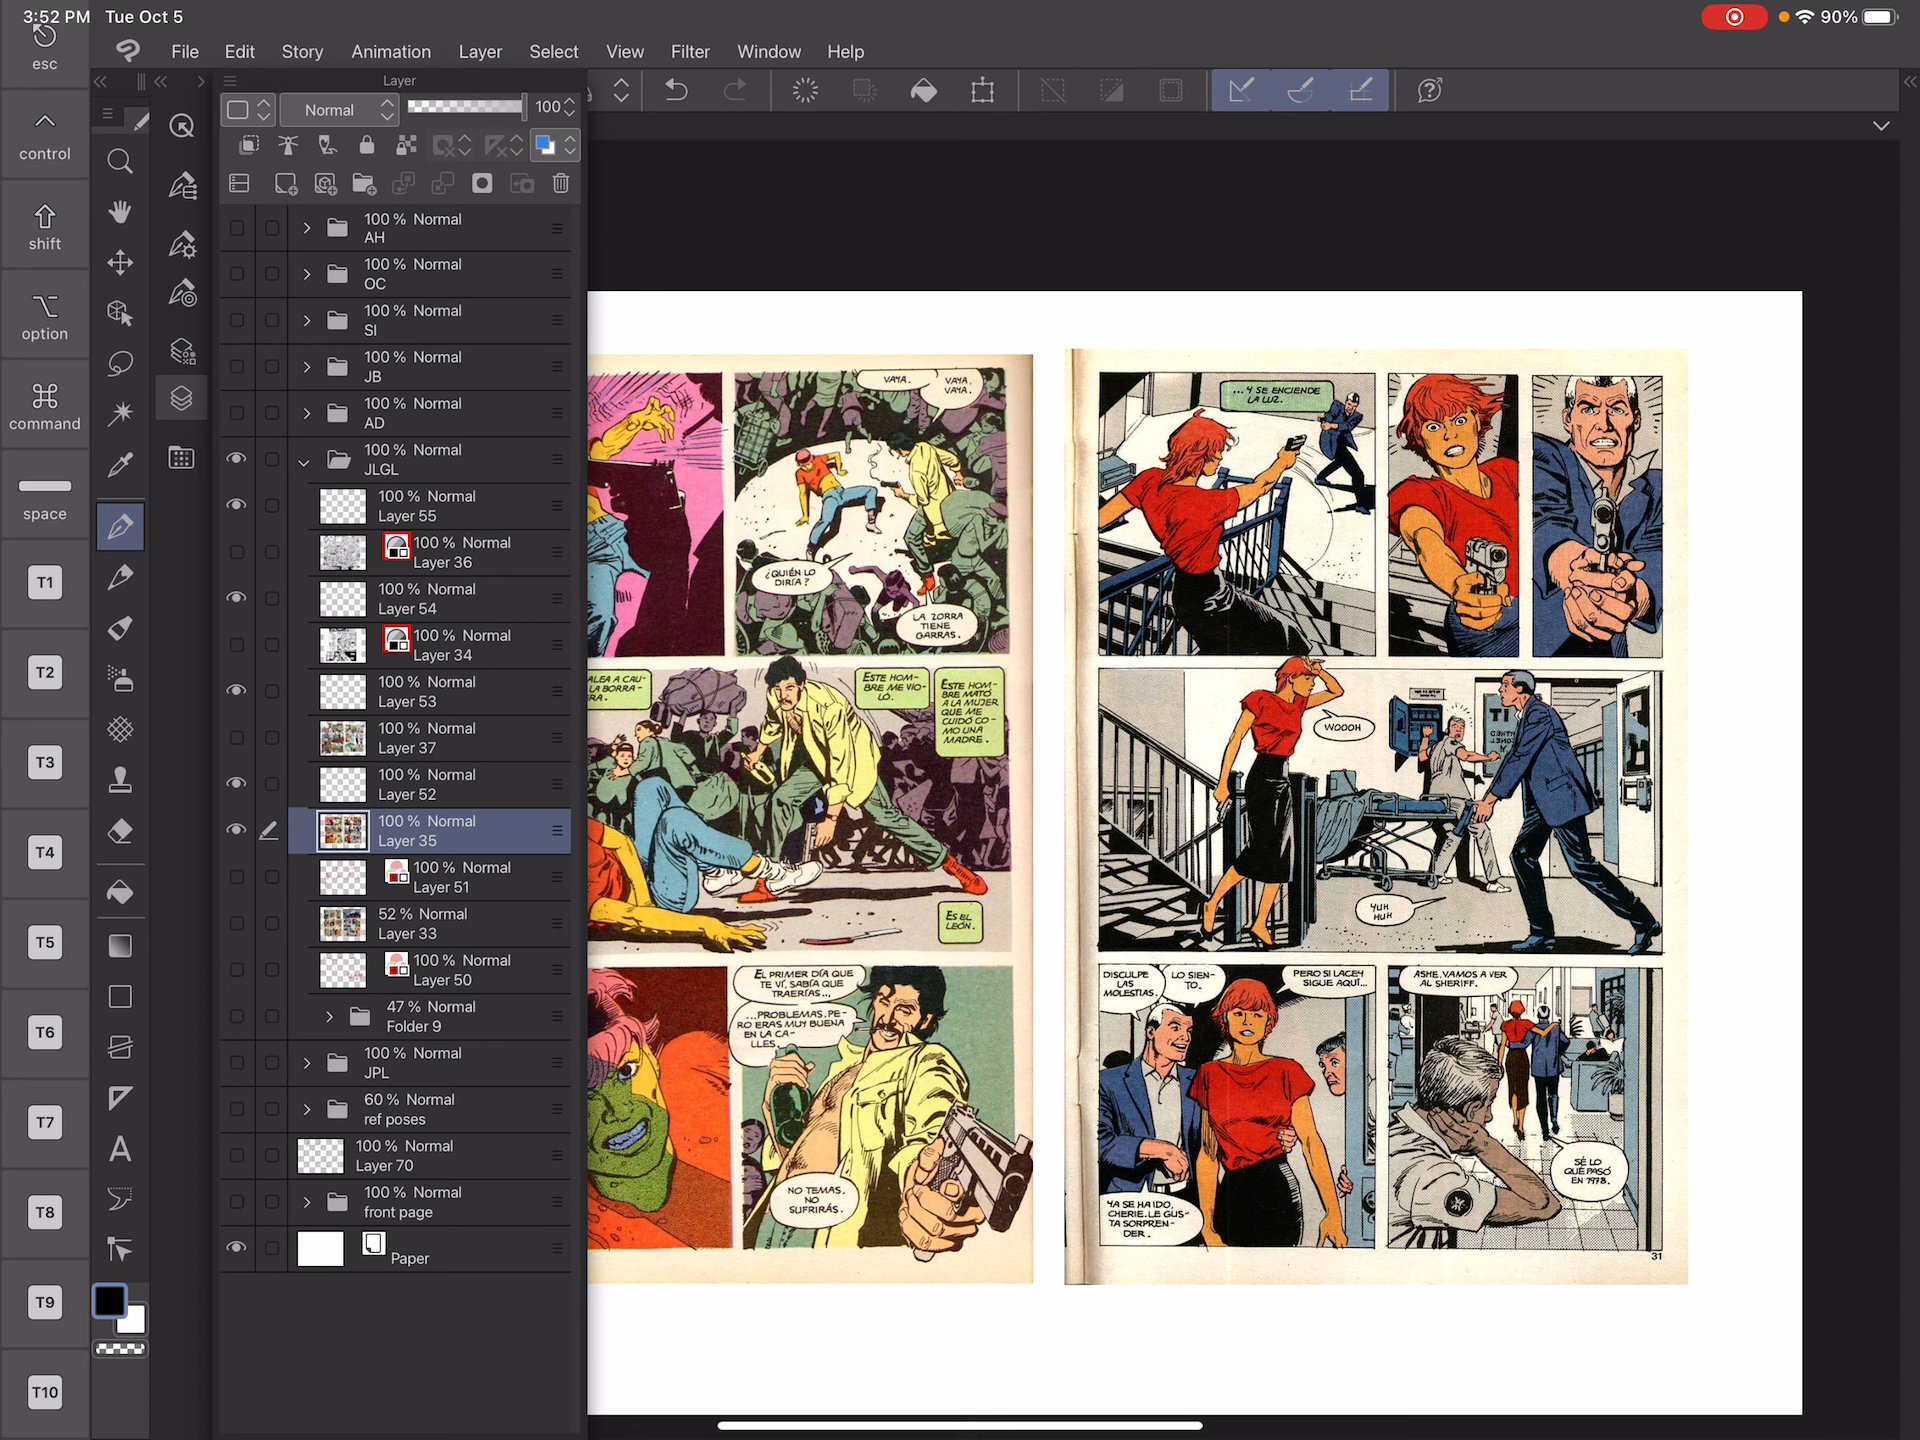 3:52 PM Tue Oct 5
90%
esc
control
shift
option
command
space
T1
T2
T3
T4
T5
T6
T7
T8
T9
T10
File Edit Story Animation Layer Select View Filter Window Help
Layer
Normal 100
100 % Normal
AH
100 % Normal
OC
100 % Normal
SI
100 % Normal
JB
100 % Normal
AD
100 % Normal
JLGL
100 % Normal
Layer 55
100 % Normal
Layer 36
100 % Normal
Layer 54
100 % Normal
Layer 34
100 % Normal
Layer 53
100 % Normal
Layer 37
100 % Normal
Layer 52
100 % Normal
Layer 35
100 % Normal
Layer 51
52 % Normal
Layer 33
100 % Normal
Layer 50
47 % Normal
Folder 9
100 % Normal
JPL
60 % Normal
ref poses
100 % Normal
Layer 70
100 % Normal
front page
Paper
VAYA.
VAYA,
VAYA.
¿QUIÉN LO
DIRÍA?
LA ZORRA
TIENE
GARRAS.
ALEA A CAU-
LA BORRA-
RA.
ESTE HOM-
BRE ME VIO-
LÓ.
ESTE HOM-
BRE MATÓ
A LA MUJER
QUE ME
CUIDÓ CO-
MO UNA
MADRE.
ES EL
LEÓN.
EL PRIMER DÍA QUE
TE VÍ, SABÍA QUE
TRAERÍAS...
...PROBLEMAS, PE-
RO ERAS MUY BUENA
EN LA CA-
LLES.
NO TEMAS,
NO
SUFRIRÁS.
...Y SE ENCIENDE
LA LUZ.
WOOOH
YUH
HUH
DISCULPE
LAS
MOLESTIAS.
LO SIEN-
TO.
PERO SI LACEY
SIGUE AQUÍ...
YA SE HA IDO,
CHERIE. LE GUS-
TA SORPREN-
DER.
ASHE, VAMOS A VER
AL SHERIFF.
SÉ LO
QUE PASÓ
EN 1978.
31